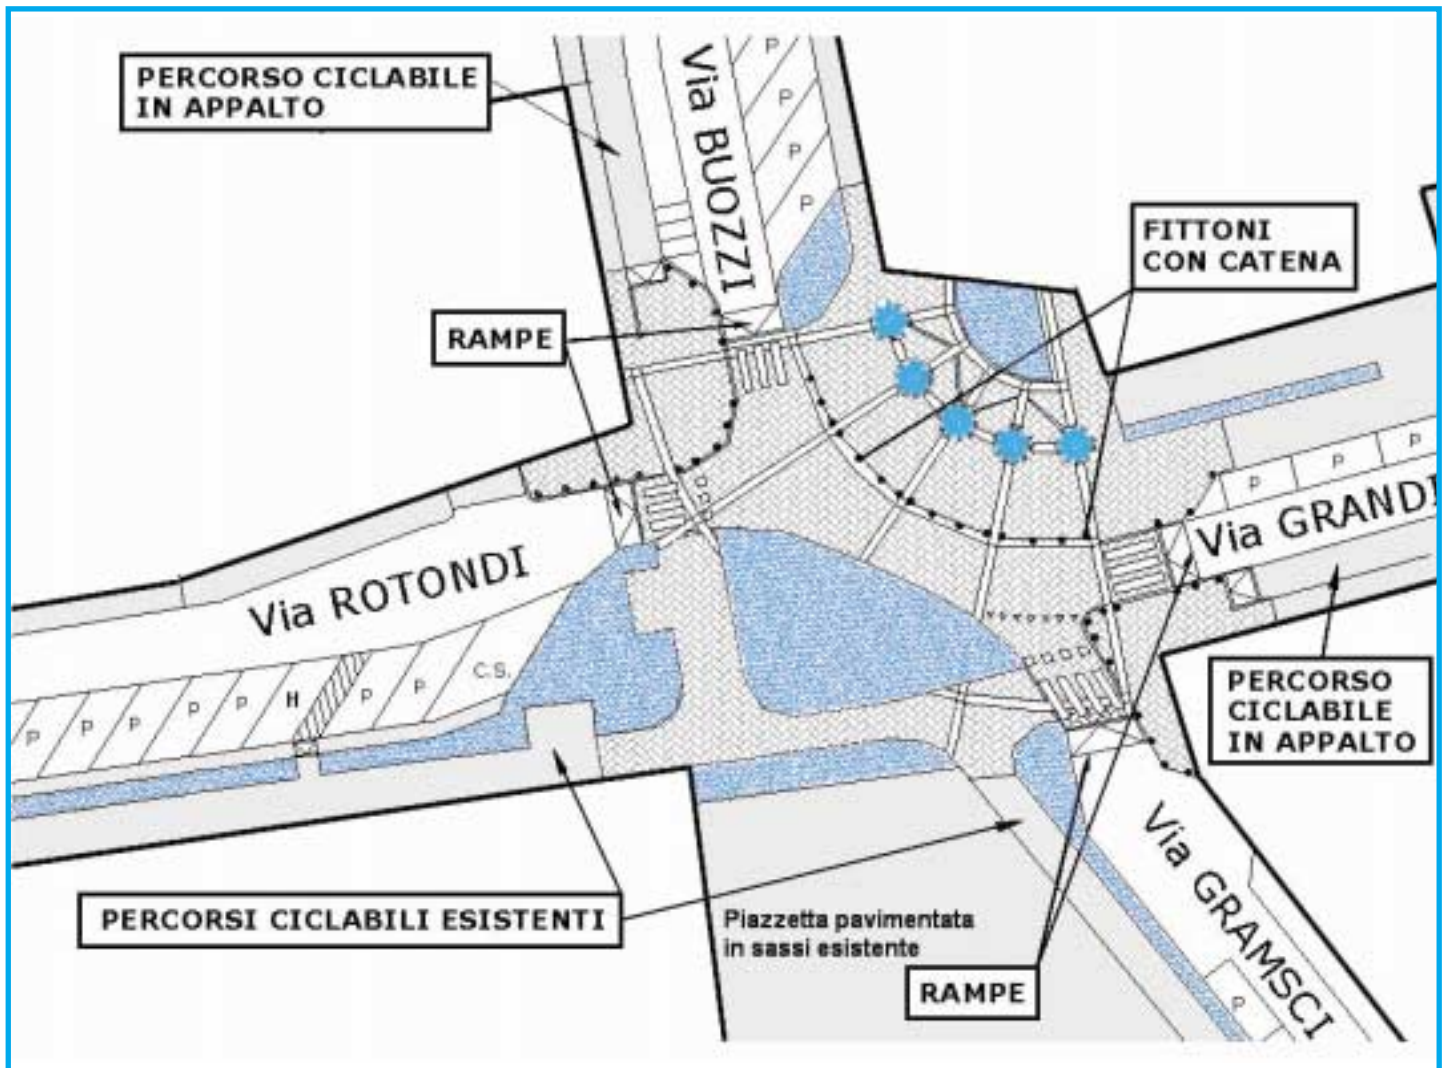 PERCORSO CICLABILE
IN APPALTO
Via BUOZZI
P
P
P
P
FITTONI
CON CATENA
RAMPE
Via GRANDI
P
P
P
Via ROTONDI
P
P
P
P
P
H
P
P
C.S.
PERCORSO
CICLABILE
IN APPALTO
PERCORSI CICLABILI ESISTENTI
Piazzetta pavimentata
in sassi esistente
RAMPE
Via GRAMSCI
P